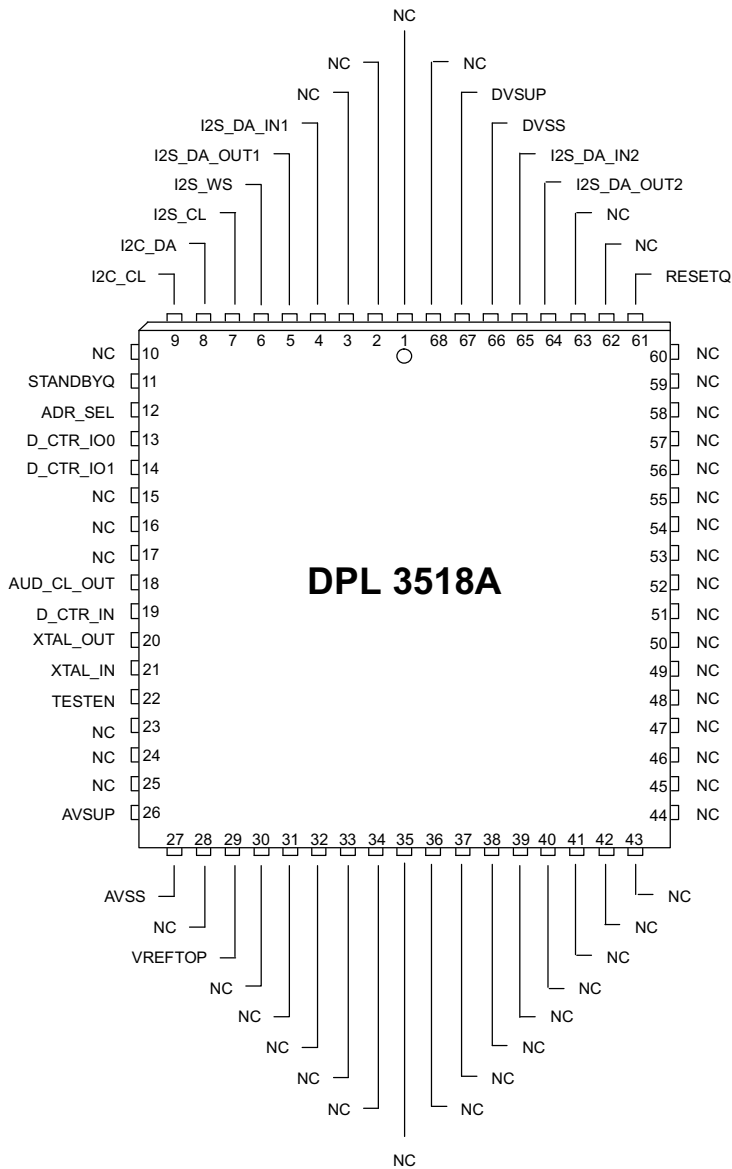 NC
NC NC
NC DVSUP
I2S_DA_IN1 DVSS
I2S_DA_OUT1 I2S_DA_IN2
I2S_WS I2S_DA_OUT2
I2S_CL NC
I2C_DA NC
I2C_CL RESETQ
9 8 7 6 5 4 3 2 1 68 67 66 65 64 63 62 61
NC 10 60 NC
STANDBYQ 11 59 NC
ADR_SEL 12 58 NC
D_CTR_IO0 13 57 NC
D_CTR_IO1 14 56 NC
NC 15 55 NC
NC 16 54 NC
NC 17 53 NC
DPL 3518A
AUD_CL_OUT 18 52 NC
D_CTR_IN 19 51 NC
XTAL_OUT 20 50 NC
XTAL_IN 21 49 NC
TESTEN 22 48 NC
NC 23 47 NC
NC 24 46 NC
NC 25 45 NC
AVSUP 26 44 NC
27 28 29 30 31 32 33 34 35 36 37 38 39 40 41 42 43
AVSS NC
NC NC
VREFTOP NC
NC NC
NC NC
NC NC
NC NC
NC NC
NC